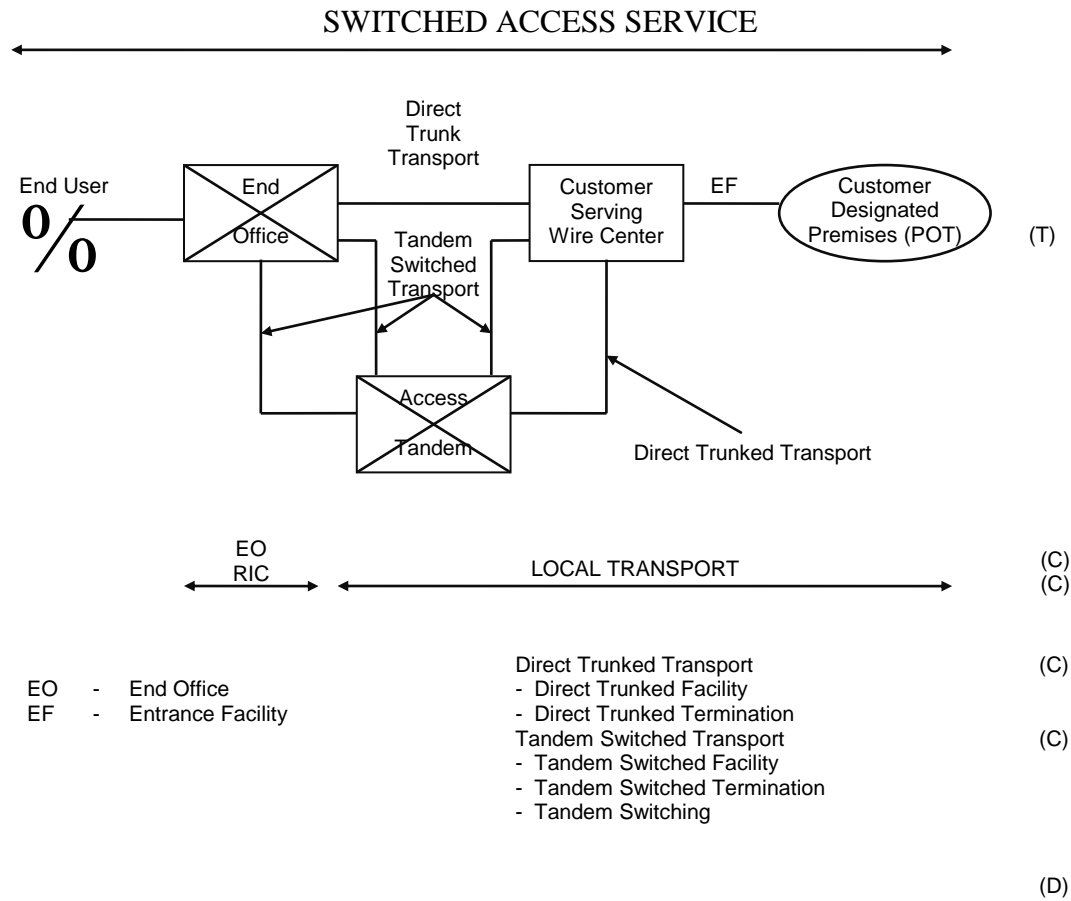 SWITCHED ACCESS SERVICE
Direct
Trunk
Transport
End User
%
End
Office
Customer
Serving
Wire Center
EF
Customer
Designated
Premises (POT)
(T)
Tandem
Switched
Transport
Access
Tandem
Direct Trunked Transport
EO
RIC
LOCAL TRANSPORT
(C)
(C)
EO - End Office
EF - Entrance Facility
Direct Trunked Transport (C)
- Direct Trunked Facility
- Direct Trunked Termination
Tandem Switched Transport (C)
- Tandem Switched Facility
- Tandem Switched Termination
- Tandem Switching
(D)